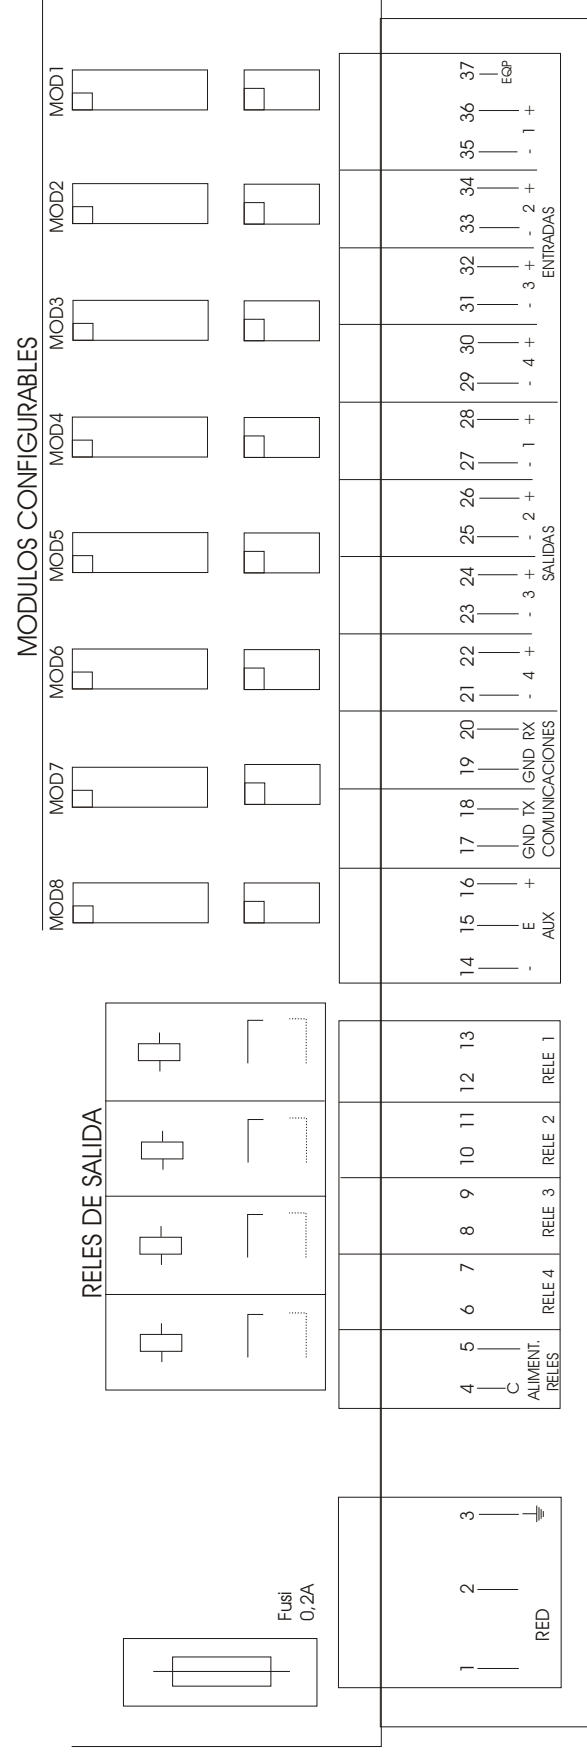 MODULOS CONFIGURABLES
MOD8 MOD7 MOD6 MOD5 MOD4 MOD3 MOD2 MOD1
RELES DE SALIDA
Fusi
0,2A
1 2 3 4 5 6 7 8 9 10 11 12 13 14 15 16 17 18 19 20 21 22 23 24 25 26 27 28 29 30 31 32 33 34 35 36 37
RED
C
ALIMENT.
RELES
RELE 4
RELE 3
RELE 2
RELE 1
- E +
AUX
GND TX GND RX
COMUNICACIONES
- 4 + - 3 + - 2 + - 1 +
SALIDAS
- 4 + - 3 + - 2 + - 1 +
ENTRADAS
EQP